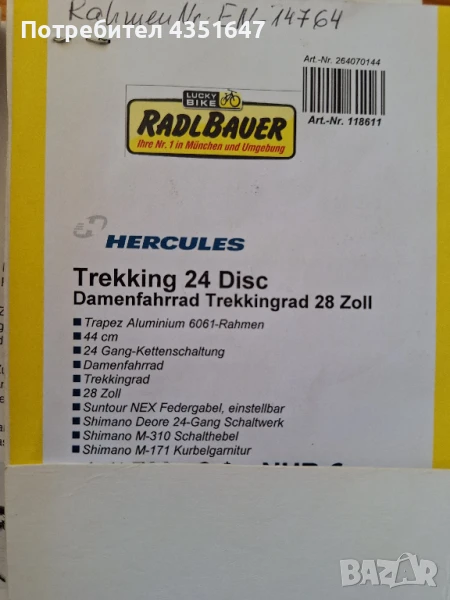 Rahmen Nr. EN 14764
Потребител 4351647
Art.-Nr. 264070144
LUCKY BIKE
RADLBAUER
Ihre Nr.1 in München und Umgebung
Art.-Nr. 118611
HERCULES
Trekking 24 Disc
Damenfahrrad Trekkingrad 28 Zoll
Trapez Aluminium 6061-Rahmen
44 cm
24 Gang-Kettenschaltung
Damenfahrrad
Trekkingrad
28 Zoll
Suntour NEX Federgabel, einstellbar
Shimano Deore 24-Gang Schaltwerk
Shimano M-310 Schalthebel
Shimano M-171 Kurbelgarnitur
BAZAR